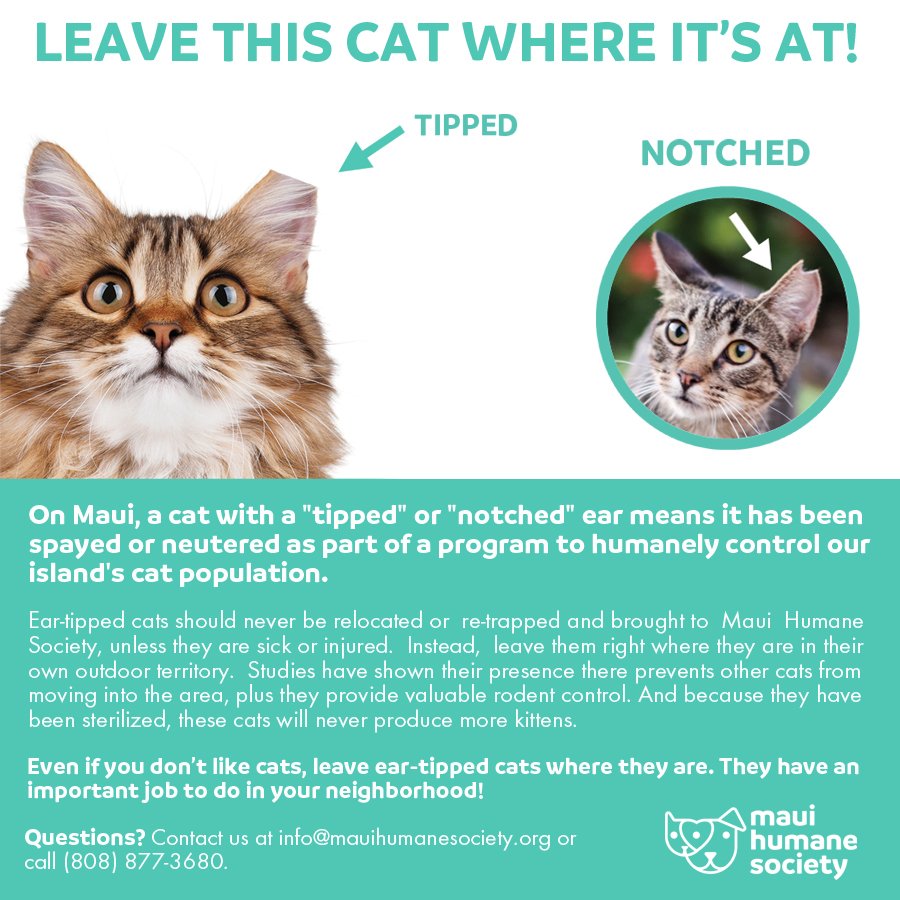 LEAVE THIS CAT WHERE IT'S AT!
TIPPED
NOTCHED
On Maui, a cat with a "tipped" or "notched" ear means it has been
spayed or neutered as part of a program to humanely control our
island's cat population.
Ear-tipped cats should never be relocated or re-trapped and brought to Maui Humane
Society, unless they are sick or injured. Instead, leave them right where they are in their
own outdoor territory. Studies have shown their presence there prevents other cats from
moving into the area, plus they provide valuable rodent control. And because they have
been sterilized, these cats will never produce more kittens.
Even if you don't like cats, leave ear-tipped cats where they are. They have an
important job to do in your neighborhood!
Questions? Contact us at info@mauihumanesociety.org or
call (808) 877-3680.
maui
humane
society